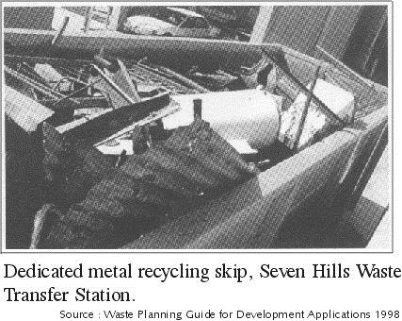 Dedicated metal recycling skip, Seven Hills Waste
Transfer Station.
Source : Waste Planning Guide for Development Applications 1998